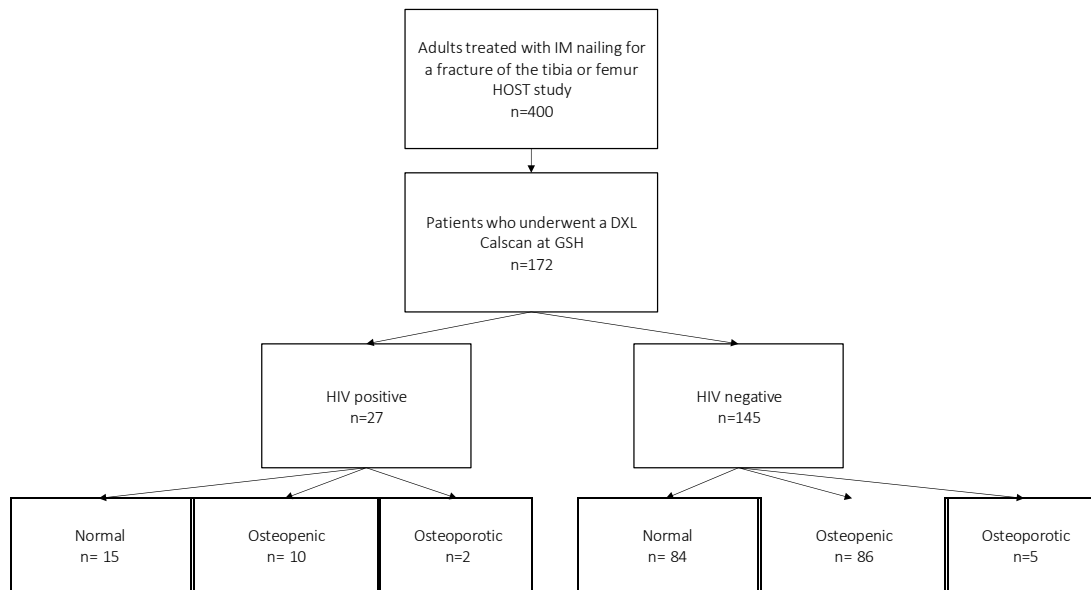 Adults treated with IM nailing for
a fracture of the tibia or femur
HOST study
n=400
Patients who underwent a DXL
Calscan at GSH
n=172
HIV positive
n=27
HIV negative
n=145
Normal
n= 15
Osteopenic
n= 10
Osteoporotic
n=2
Normal
n= 84
Osteopenic
n= 86
Osteoporotic
n=5